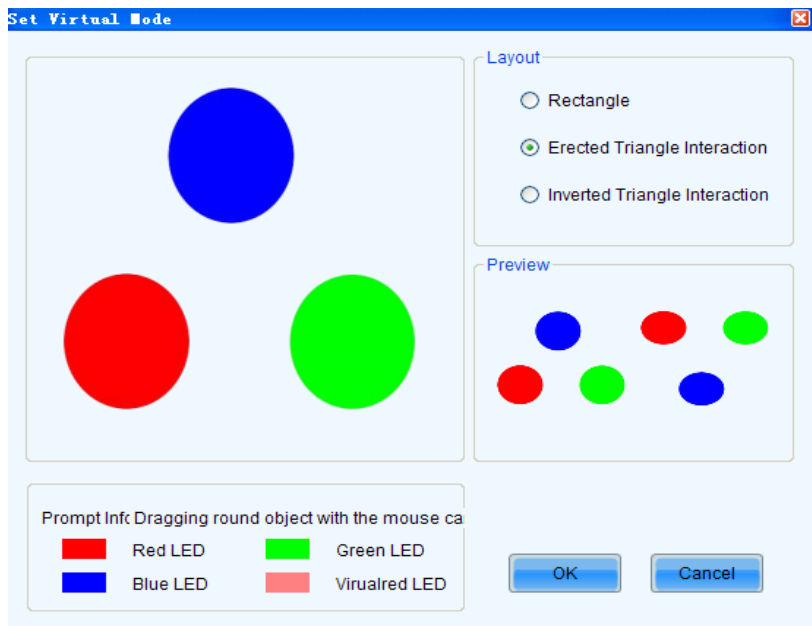 Set Virtual Mode
Layout
Rectangle
Erected Triangle Interaction
Inverted Triangle Interaction
Preview
Prompt Info Dragging round object with the mouse ca
Red LED
Green LED
Blue LED
Virualred LED
OK
Cancel